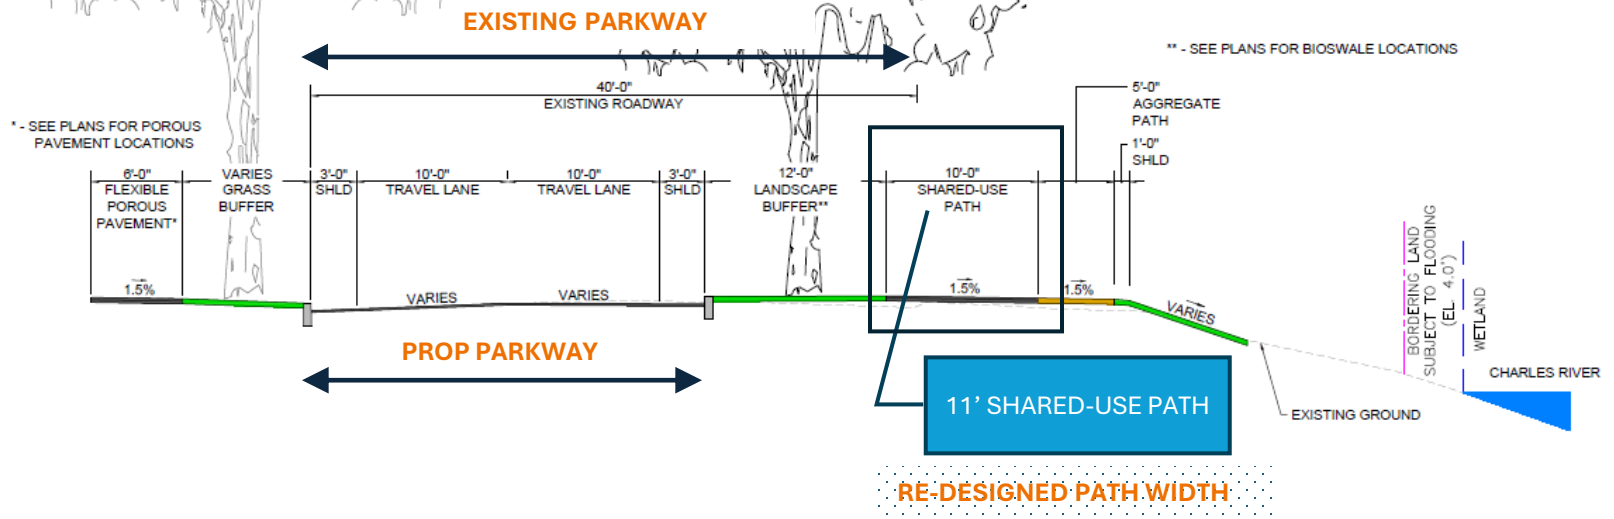 EXISTING PARKWAY
** - SEE PLANS FOR BIOSWALE LOCATIONS
40'-0"
EXISTING ROADWAY
5'-0"
AGGREGATE
PATH
1'-0"
SHLD
* - SEE PLANS FOR POROUS
PAVEMENT LOCATIONS
6'-0"
FLEXIBLE
POROUS
PAVEMENT*
VARIES
GRASS
BUFFER
3'-0"
SHLD
10'-0"
TRAVEL LANE
10'-0"
TRAVEL LANE
3'-0"
SHLD
12'-0"
LANDSCAPE
BUFFER**
10'-0"
SHARED-USE
PATH
1.5%
VARIES
VARIES
1.5%
1.5%
VARIES
BORDERING LAND
SUBJECT TO FLOODING
(EL. 4.0')
WETLAND
CHARLES RIVER
EXISTING GROUND
PROP PARKWAY
11' SHARED-USE PATH
RE-DESIGNED PATH WIDTH